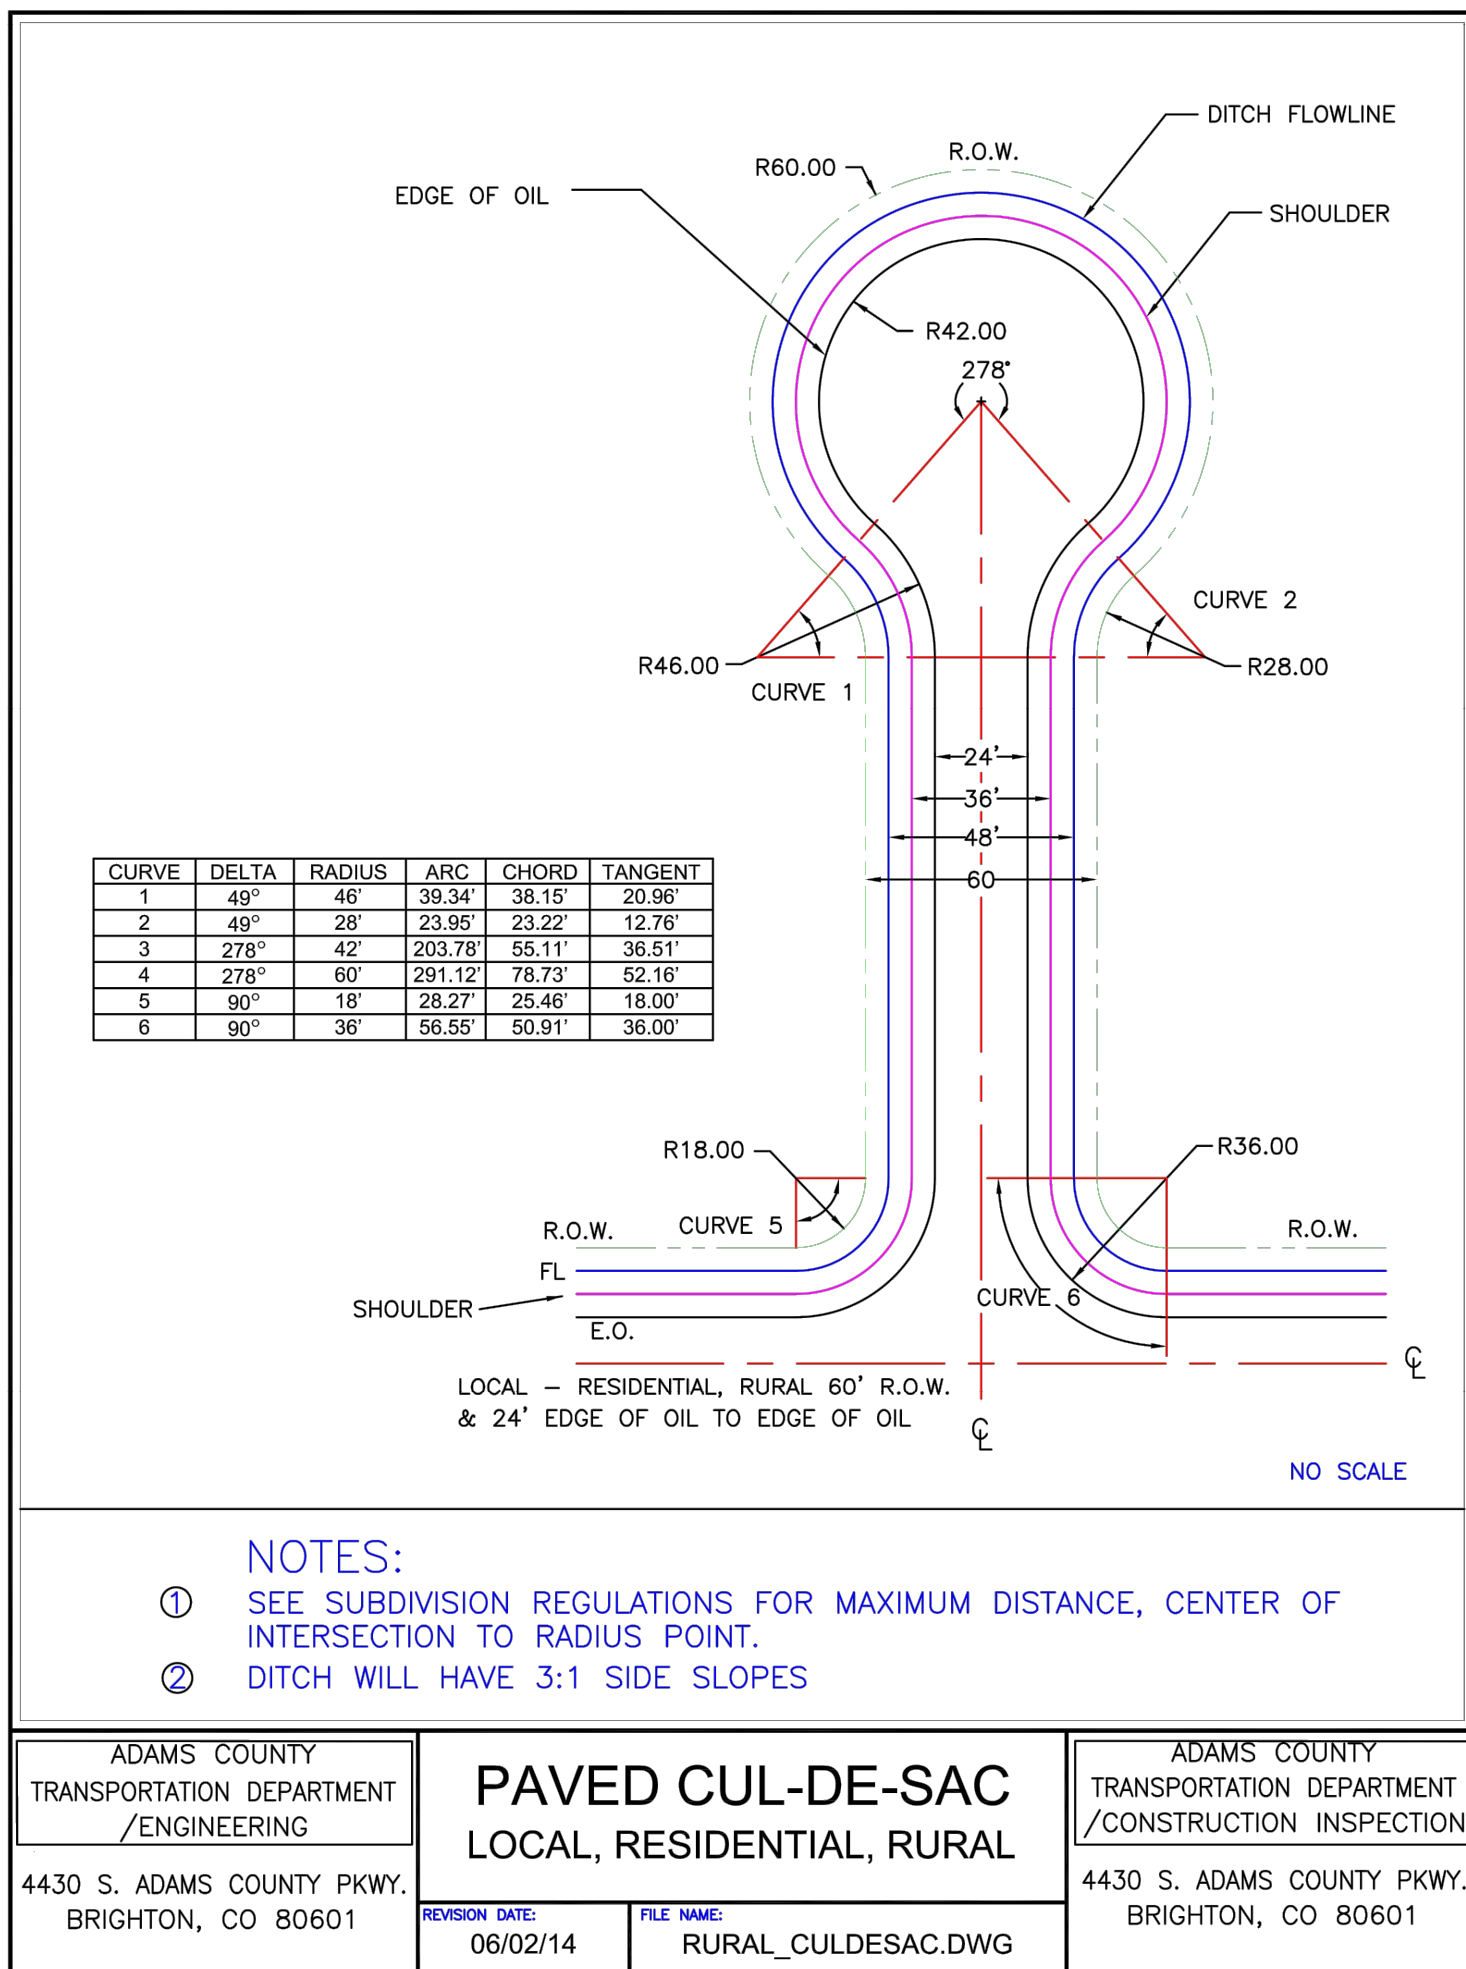 DITCH FLOWLINE
R.O.W.
R60.00
EDGE OF OIL
SHOULDER
R42.00
278°
CURVE 2
R46.00
R28.00
CURVE 1
24'
36'
48'
60
CURVE DELTA RADIUS ARC CHORD TANGENT
1 49° 46' 39.34' 38.15' 20.96'
2 49° 28' 23.95' 23.22' 12.76'
3 278° 42' 203.78' 55.11' 36.51'
4 278° 60' 291.12' 78.73' 52.16'
5 90° 18' 28.27' 25.46' 18.00'
6 90° 36' 56.55' 50.91' 36.00'
R18.00
R36.00
R.O.W.
CURVE 5
R.O.W.
FL
SHOULDER
CURVE 6
E.O.
LOCAL – RESIDENTIAL, RURAL 60' R.O.W.
& 24' EDGE OF OIL TO EDGE OF OIL
℄
℄
NO SCALE
NOTES:
1 SEE SUBDIVISION REGULATIONS FOR MAXIMUM DISTANCE, CENTER OF
INTERSECTION TO RADIUS POINT.
2 DITCH WILL HAVE 3:1 SIDE SLOPES
ADAMS COUNTY
TRANSPORTATION DEPARTMENT
/ENGINEERING
4430 S. ADAMS COUNTY PKWY.
BRIGHTON, CO 80601
PAVED CUL-DE-SAC
LOCAL, RESIDENTIAL, RURAL
REVISION DATE:
06/02/14
FILE NAME:
RURAL_CULDESAC.DWG
ADAMS COUNTY
TRANSPORTATION DEPARTMENT
/CONSTRUCTION INSPECTION
4430 S. ADAMS COUNTY PKWY.
BRIGHTON, CO 80601